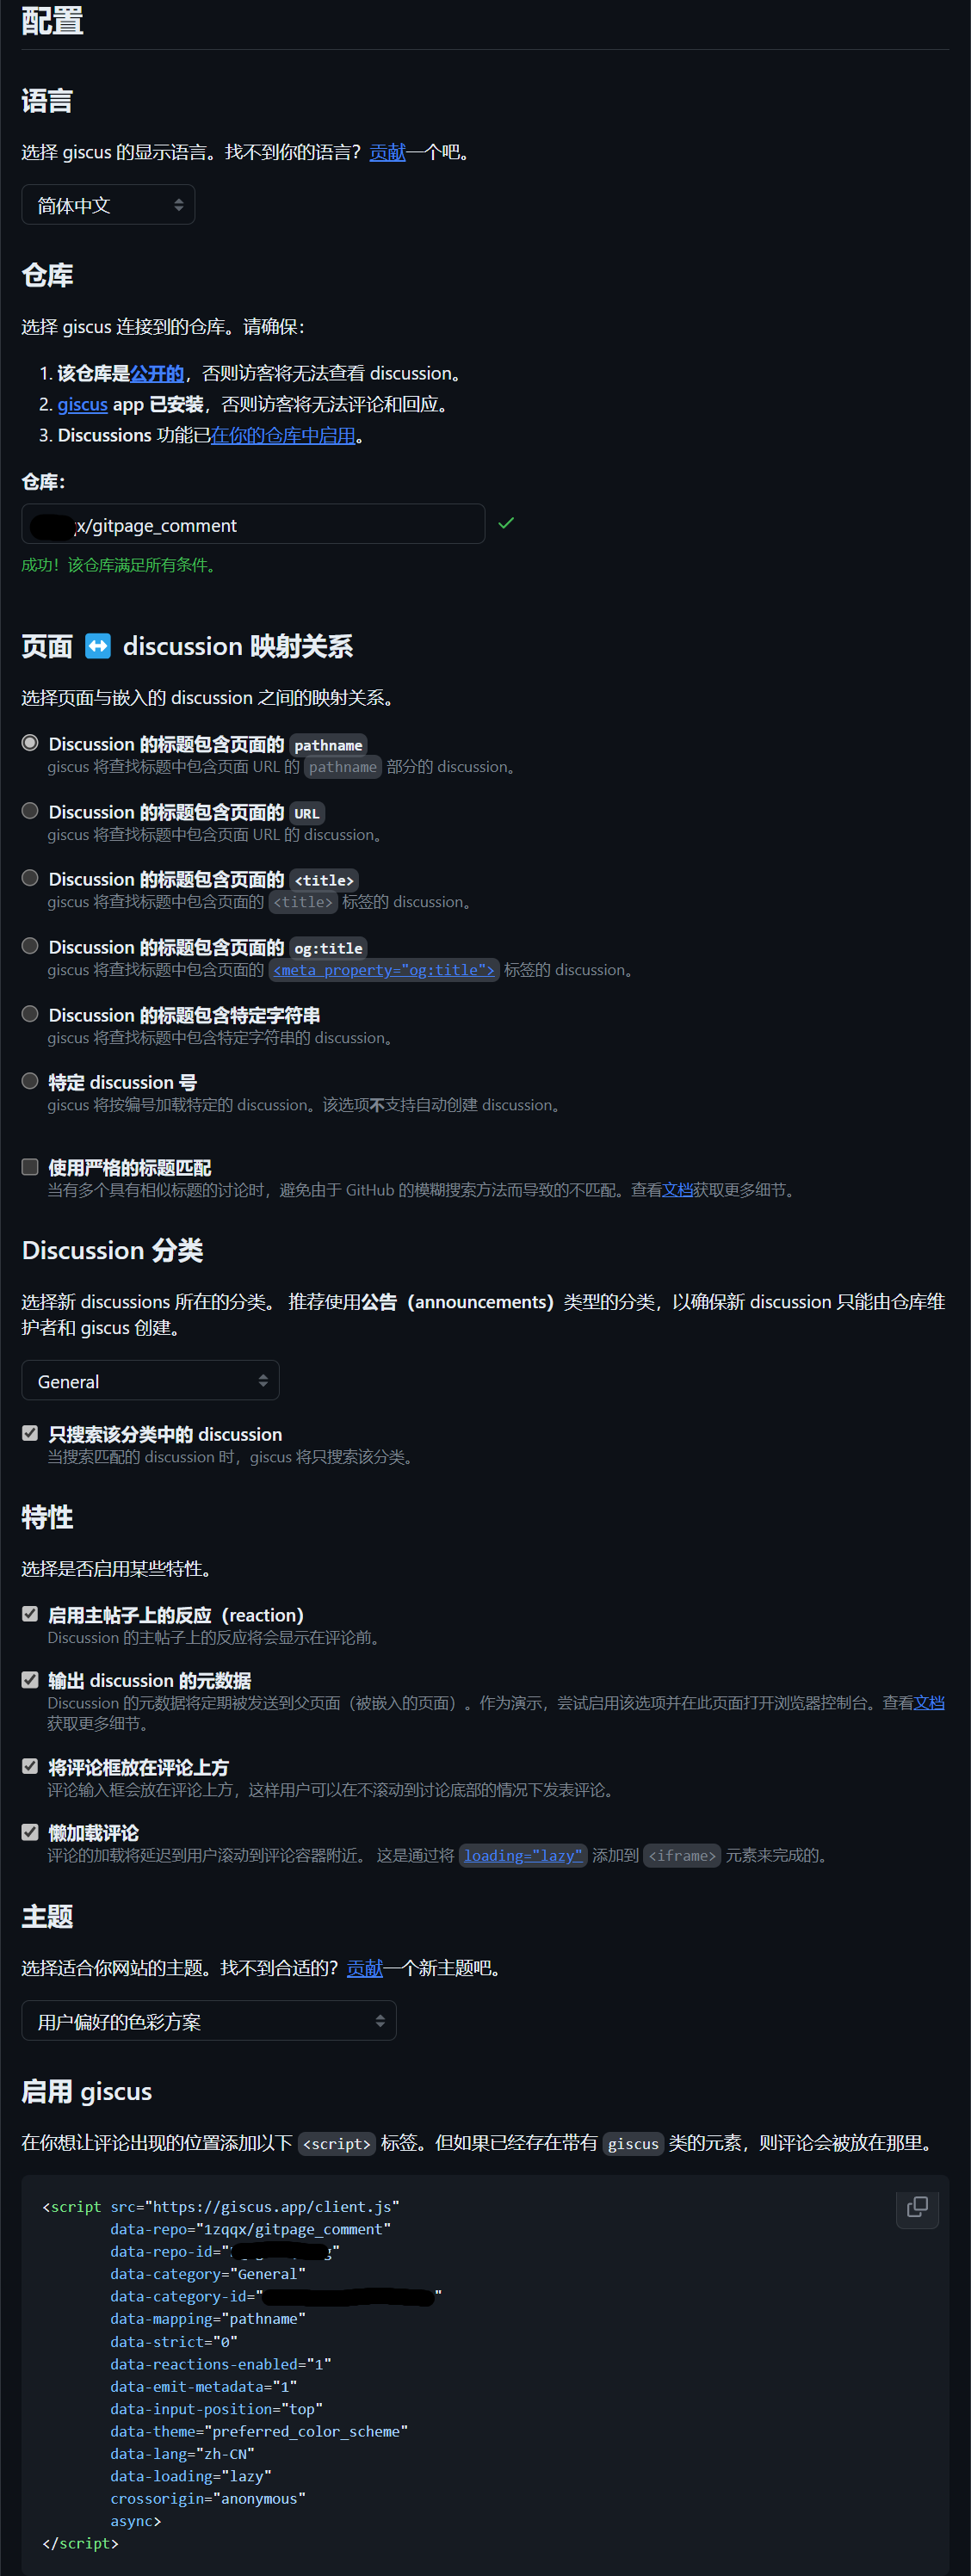 配置
语言
选择 giscus 的显示语言。找不到你的语言？贡献一个吧。
简体中文
仓库
选择 giscus 连接到的仓库。请确保：
1. 该仓库是公开的，否则访客将无法查看 discussion。
2. giscus app 已安装，否则访客将无法评论和回应。
3. Discussions 功能已在你的仓库中启用。
仓库：
x/gitpage_comment
成功！该仓库满足所有条件。
页面 ↔️ discussion 映射关系
选择页面与嵌入的 discussion 之间的映射关系。
Discussion 的标题包含页面的 pathname
giscus 将查找标题中包含页面 URL 的 pathname 部分的 discussion。
Discussion 的标题包含页面的 URL
giscus 将查找标题中包含页面 URL 的 discussion。
Discussion 的标题包含页面的 <title>
giscus 将查找标题中包含页面的 <title> 标签的 discussion。
Discussion 的标题包含页面的 og:title
giscus 将查找标题中包含页面的 <meta property="og:title"> 标签的 discussion。
Discussion 的标题包含特定字符串
giscus 将查找标题中包含特定字符串的 discussion。
特定 discussion 号
giscus 将按编号加载特定的 discussion。该选项不支持自动创建 discussion。
使用严格的标题匹配
当有多个具有相似标题的讨论时，避免由于 GitHub 的模糊搜索方法而导致的不匹配。查看文档获取更多细节。
Discussion 分类
选择新 discussions 所在的分类。 推荐使用公告（announcements）类型的分类，以确保新 discussion 只能由仓库维
护者和 giscus 创建。
General
只搜索该分类中的 discussion
当搜索匹配的 discussion 时，giscus 将只搜索该分类。
特性
选择是否启用某些特性。
启用主帖子上的反应（reaction）
Discussion 的主帖子上的反应将会显示在评论前。
输出 discussion 的元数据
Discussion 的元数据将定期被发送到父页面（被嵌入的页面）。作为演示，尝试启用该选项并在此页面打开浏览器控制台。查看文档
获取更多细节。
将评论框放在评论上方
评论输入框会放在评论上方，这样用户可以在不滚动到讨论底部的情况下发表评论。
懒加载评论
评论的加载将延迟到用户滚动到评论容器附近。 这是通过将 loading="lazy" 添加到 <iframe> 元素来完成的。
主题
选择适合你网站的主题。找不到合适的？贡献一个新主题吧。
用户偏好的色彩方案
启用 giscus
在你想让评论出现的位置添加以下 <script> 标签。但如果已经存在带有 giscus 类的元素，则评论会被放在那里。
<script src="https://giscus.app/client.js"
data-repo="1zqqx/gitpage_comment"
data-repo-id="
data-category="General"
data-category-id=" "
data-mapping="pathname"
data-strict="0"
data-reactions-enabled="1"
data-emit-metadata="1"
data-input-position="top"
data-theme="preferred_color_scheme"
data-lang="zh-CN"
data-loading="lazy"
crossorigin="anonymous"
async>
</script>